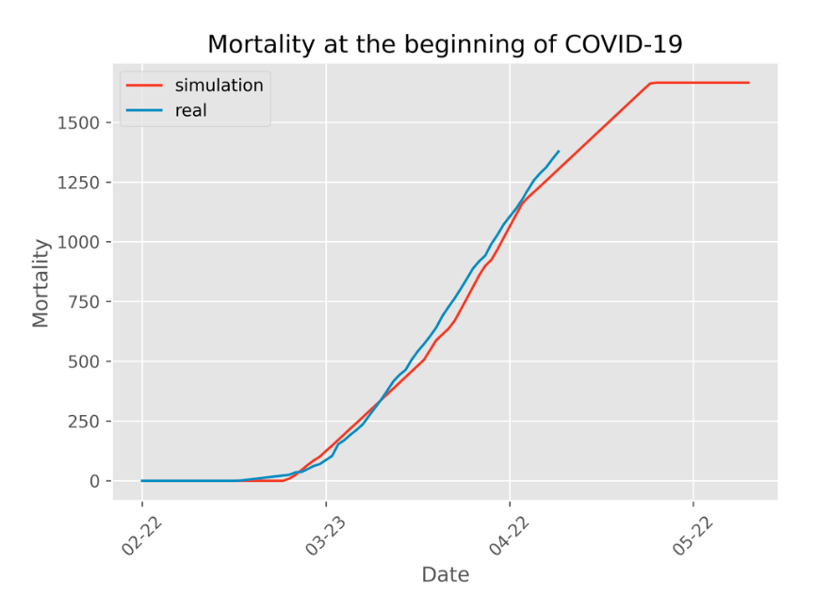 Mortality at the beginning of COVID-19
simulation
real
1500
1250
1000
750
500
250
0
Mortality
02-22
03-23
04-22
05-22
Date